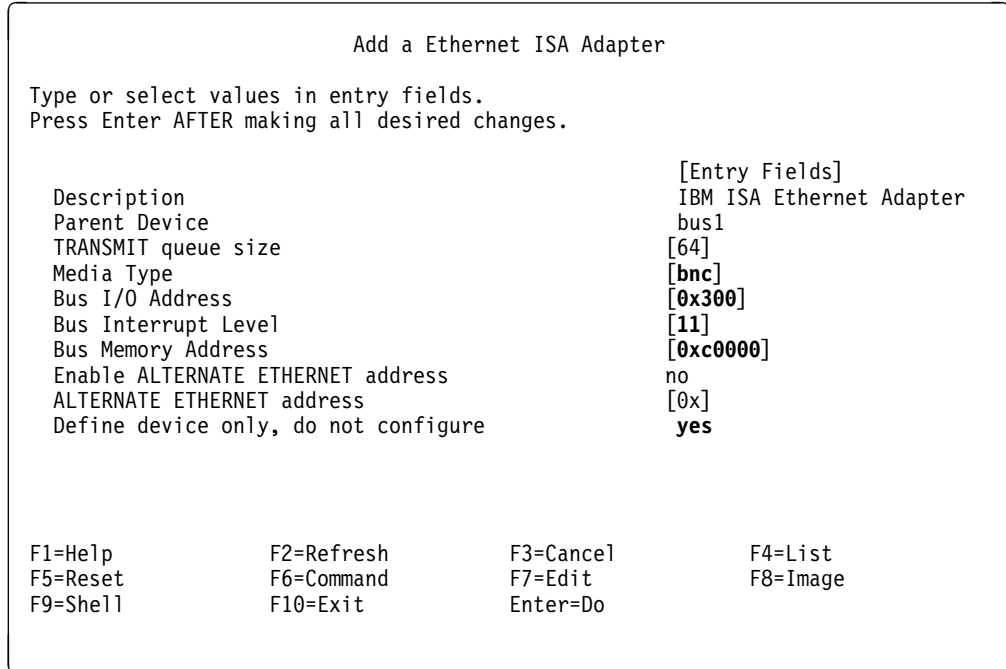 Add a Ethernet ISA Adapter
Type or select values in entry fields.
Press Enter AFTER making all desired changes.
[Entry Fields]
Description IBM ISA Ethernet Adapter
Parent Device bus1
TRANSMIT queue size [64]
Media Type [bnc]
Bus I/O Address [0x300]
Bus Interrupt Level [11]
Bus Memory Address [0xc0000]
Enable ALTERNATE ETHERNET address no
ALTERNATE ETHERNET address [0x]
Define device only, do not configure yes
F1=Help F2=Refresh F3=Cancel F4=List
F5=Reset F6=Command F7=Edit F8=Image
F9=Shell F10=Exit Enter=Do